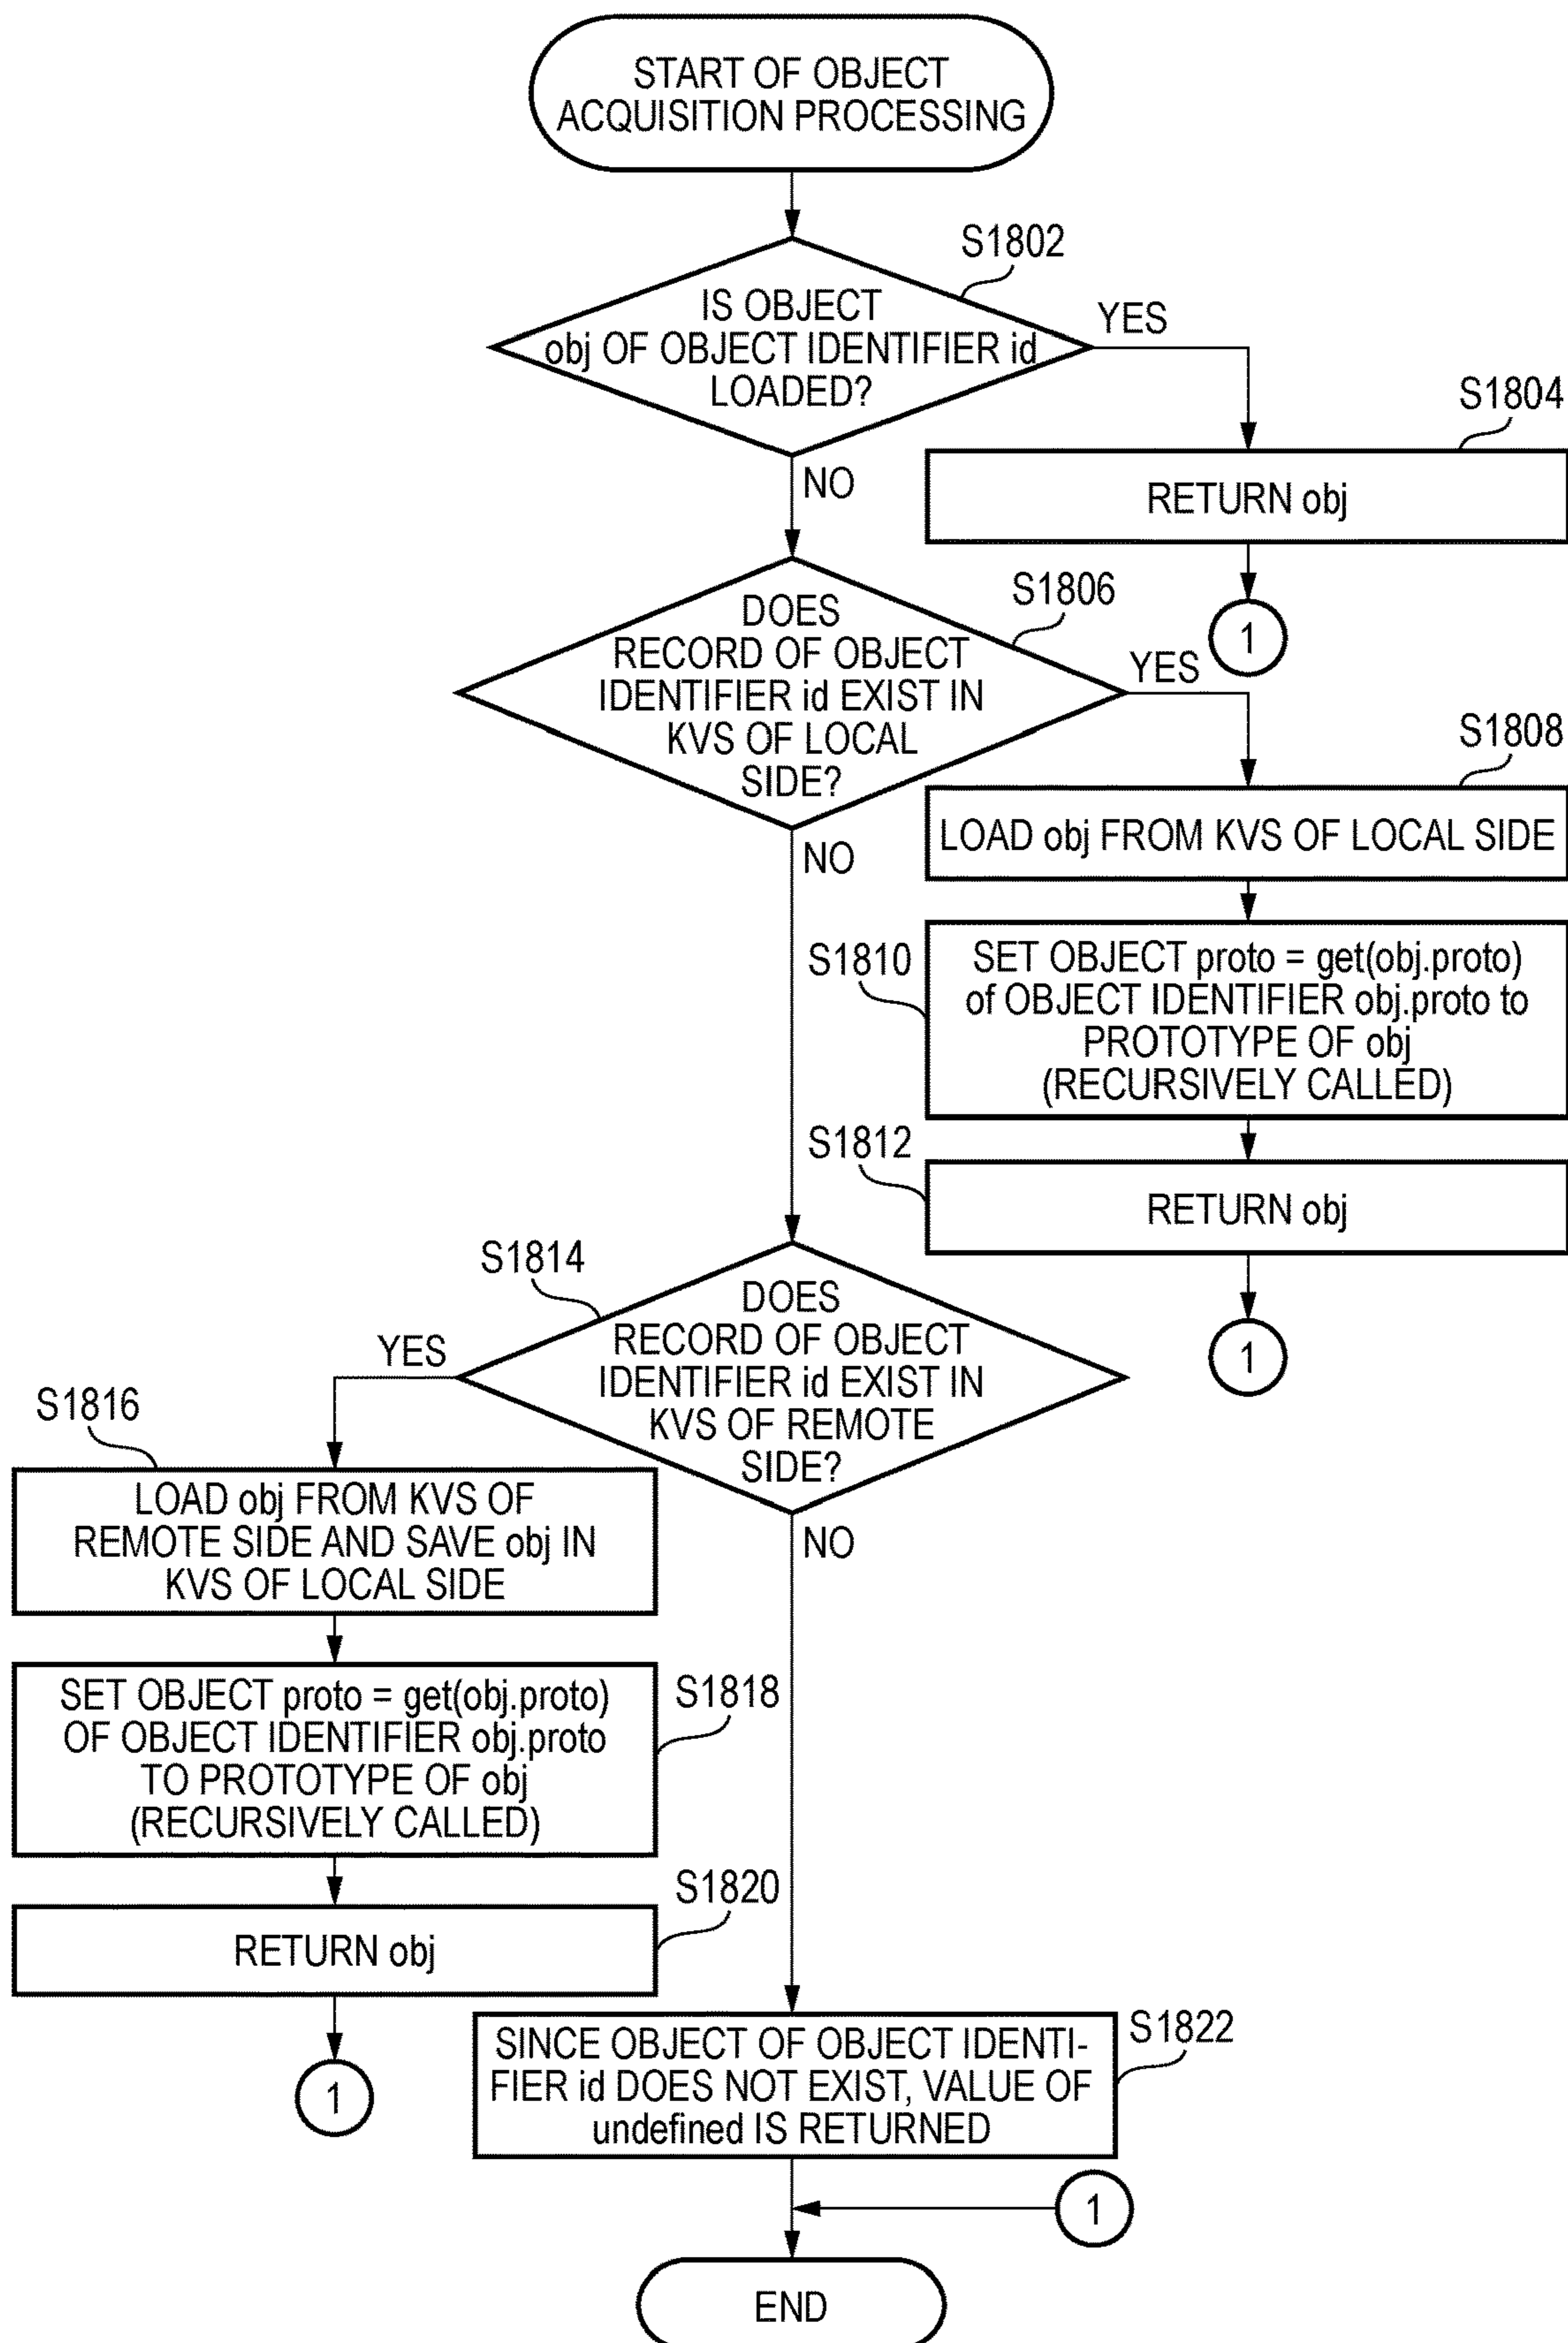 START OF OBJECT
ACQUISITION PROCESSING
S1802
IS OBJECT
obj OF OBJECT IDENTIFIER id
LOADED?
YES
NO
S1804
RETURN obj
1
S1806
DOES
RECORD OF OBJECT
IDENTIFIER id EXIST IN
KVS OF LOCAL
SIDE?
YES
NO
S1808
LOAD obj FROM KVS OF LOCAL SIDE
S1810
SET OBJECT proto = get(obj.proto)
of OBJECT IDENTIFIER obj.proto to
PROTOTYPE OF obj
(RECURSIVELY CALLED)
S1812
RETURN obj
1
S1814
DOES
RECORD OF OBJECT
IDENTIFIER id EXIST IN
KVS OF REMOTE
SIDE?
YES
NO
S1816
LOAD obj FROM KVS OF
REMOTE SIDE AND SAVE obj IN
KVS OF LOCAL SIDE
S1818
SET OBJECT proto = get(obj.proto)
OF OBJECT IDENTIFIER obj.proto
TO PROTOTYPE OF obj
(RECURSIVELY CALLED)
S1820
RETURN obj
1
S1822
SINCE OBJECT OF OBJECT IDENTI-
FIER id DOES NOT EXIST, VALUE OF
undefined IS RETURNED
1
END